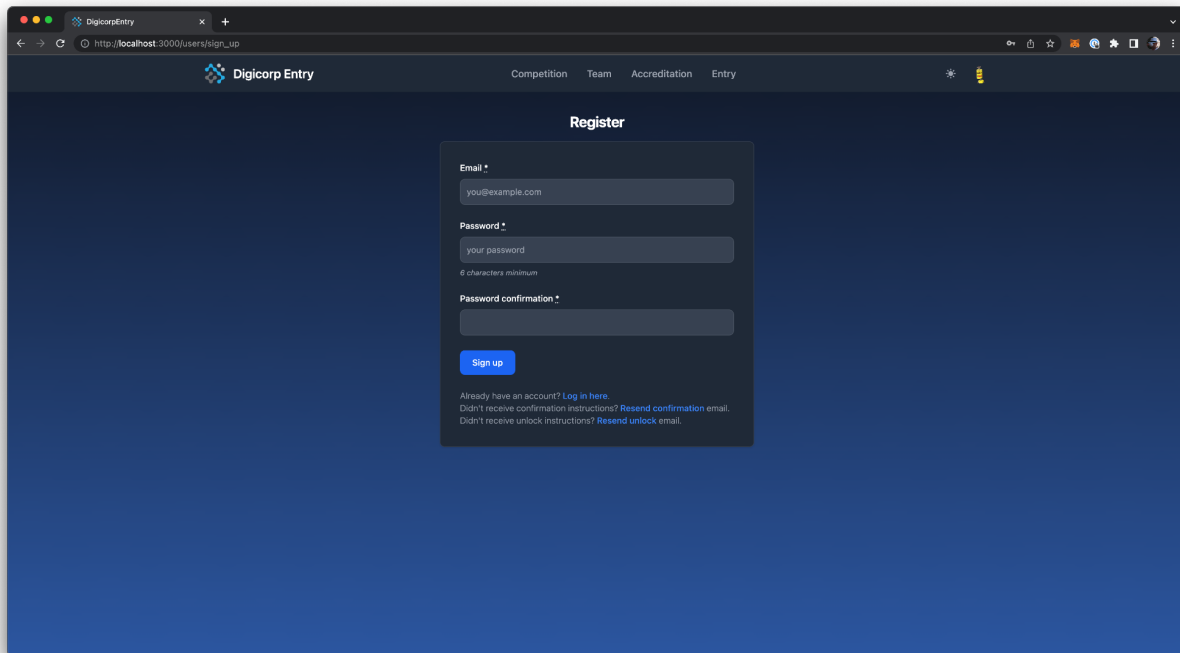 DigicorpEntry
http://localhost:3000/users/sign_up
Digicorp Entry
Competition Team Accreditation Entry
Register
Email *
you@example.com
Password *
your password
6 characters minimum
Password confirmation *
Sign up
Already have an account? Log in here.
Didn't receive confirmation instructions? Resend confirmation email.
Didn't receive unlock instructions? Resend unlock email.